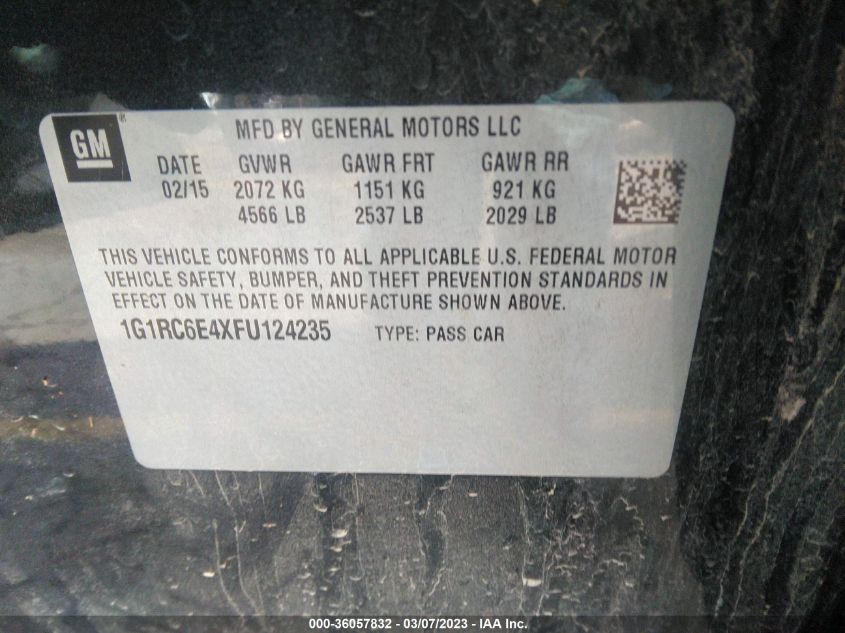 GM
MFD BY GENERAL MOTORS LLC
DATE GVWR GAWR FRT GAWR RR
02/15 2072 KG 1151 KG 921 KG
4566 LB 2537 LB 2029 LB
THIS VEHICLE CONFORMS TO ALL APPLICABLE U.S. FEDERAL MOTOR
VEHICLE SAFETY, BUMPER, AND THEFT PREVENTION STANDARDS IN
EFFECT ON THE DATE OF MANUFACTURE SHOWN ABOVE.
1G1RC6E4XFU124235 TYPE: PASS CAR
000-36057832 - 03/07/2023 - IAA Inc.